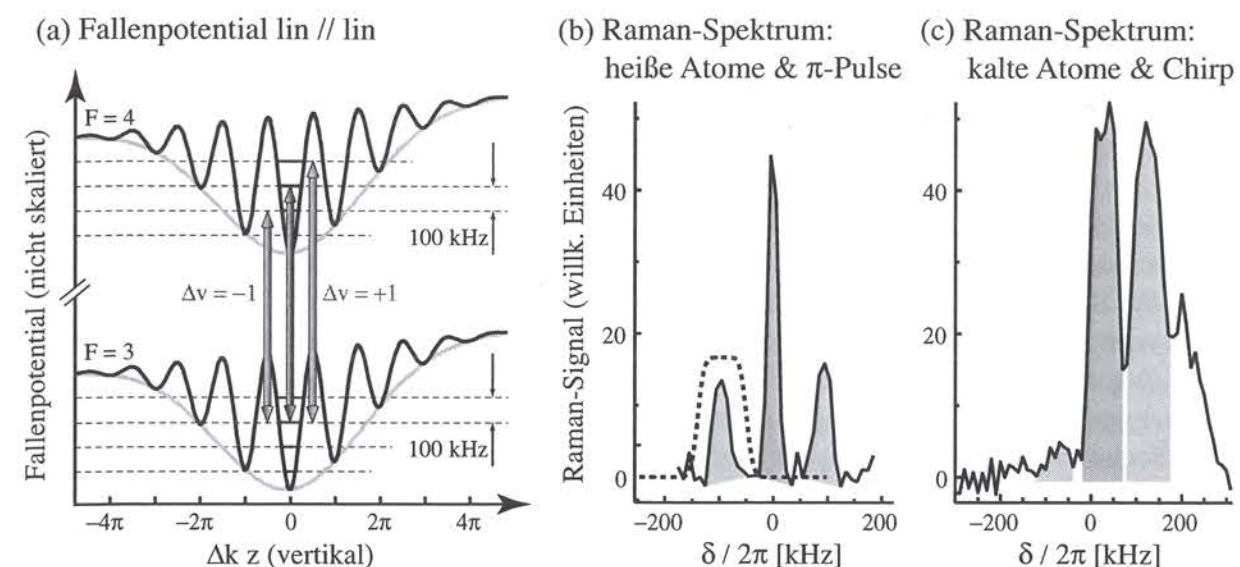 (a) Fallenpotential lin // lin
Fallenpotential (nicht skaliert)
F = 4
100 kHz
Δv = −1
Δv = +1
F = 3
100 kHz
−4π −2π 0 2π 4π
Δk z (vertikal)
(b) Raman-Spektrum:
heiße Atome & π-Pulse
Raman-Signal (willk. Einheiten)
40
20
0
−200 0 200
δ / 2π [kHz]
(c) Raman-Spektrum:
kalte Atome & Chirp
40
20
0
−200 0 200
δ / 2π [kHz]